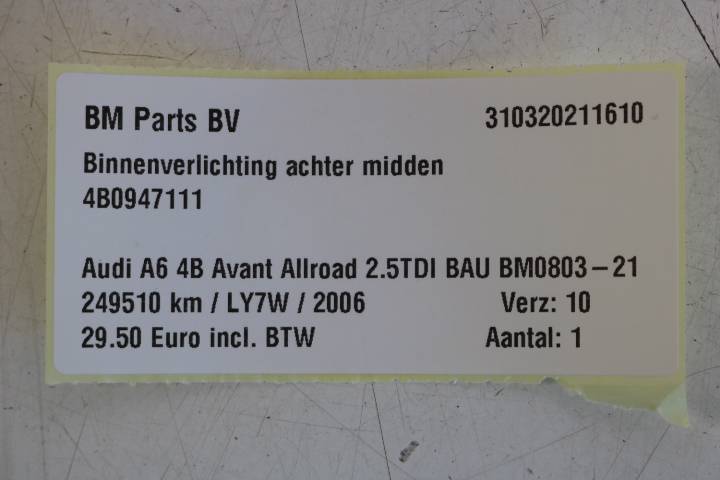 BM Parts BV 310320211610
Binnenverlichting achter midden
4B0947111
Audi A6 4B Avant Allroad 2.5TDI BAU BM0803-21
249510 km / LY7W / 2006 Verz: 10
29.50 Euro incl. BTW Aantal: 1